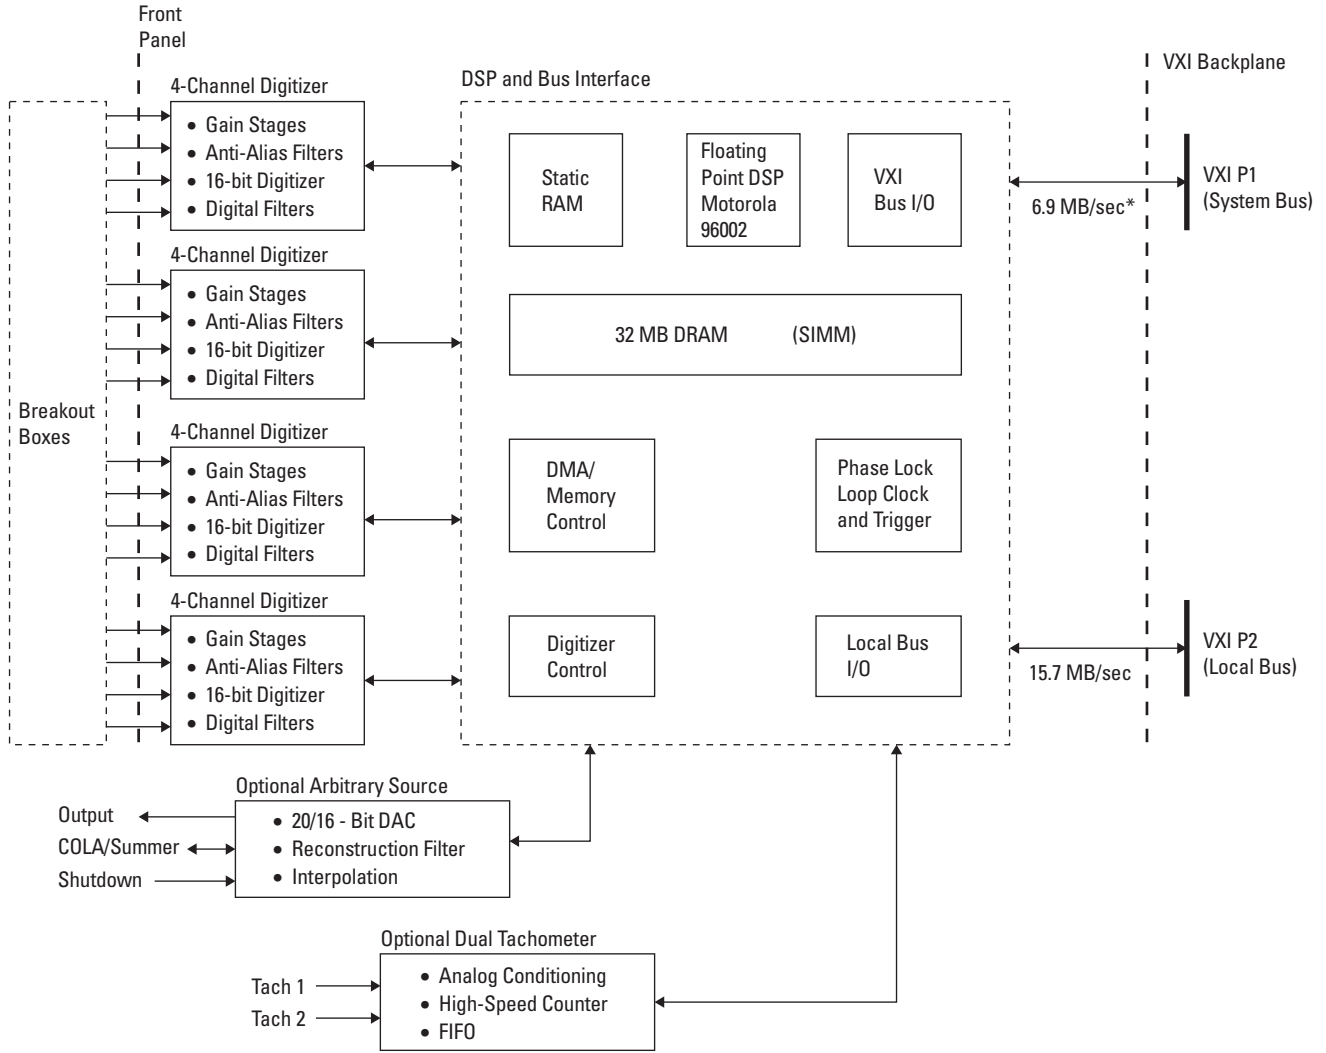 Front
Panel
VXI Backplane
DSP and Bus Interface
4-Channel Digitizer
• Gain Stages
• Anti-Alias Filters
• 16-bit Digitizer
• Digital Filters
Static
RAM
Floating
Point DSP
Motorola
96002
VXI
Bus I/O
6.9 MB/sec*
VXI P1
(System Bus)
4-Channel Digitizer
• Gain Stages
• Anti-Alias Filters
• 16-bit Digitizer
• Digital Filters
32 MB DRAM (SIMM)
Breakout
Boxes
4-Channel Digitizer
• Gain Stages
• Anti-Alias Filters
• 16-bit Digitizer
• Digital Filters
DMA/
Memory
Control
Phase Lock
Loop Clock
and Trigger
4-Channel Digitizer
• Gain Stages
• Anti-Alias Filters
• 16-bit Digitizer
• Digital Filters
Digitizer
Control
Local Bus
I/O
15.7 MB/sec
VXI P2
(Local Bus)
Optional Arbitrary Source
Output
COLA/Summer
Shutdown
• 20/16 - Bit DAC
• Reconstruction Filter
• Interpolation
Optional Dual Tachometer
Tach 1
Tach 2
• Analog Conditioning
• High-Speed Counter
• FIFO